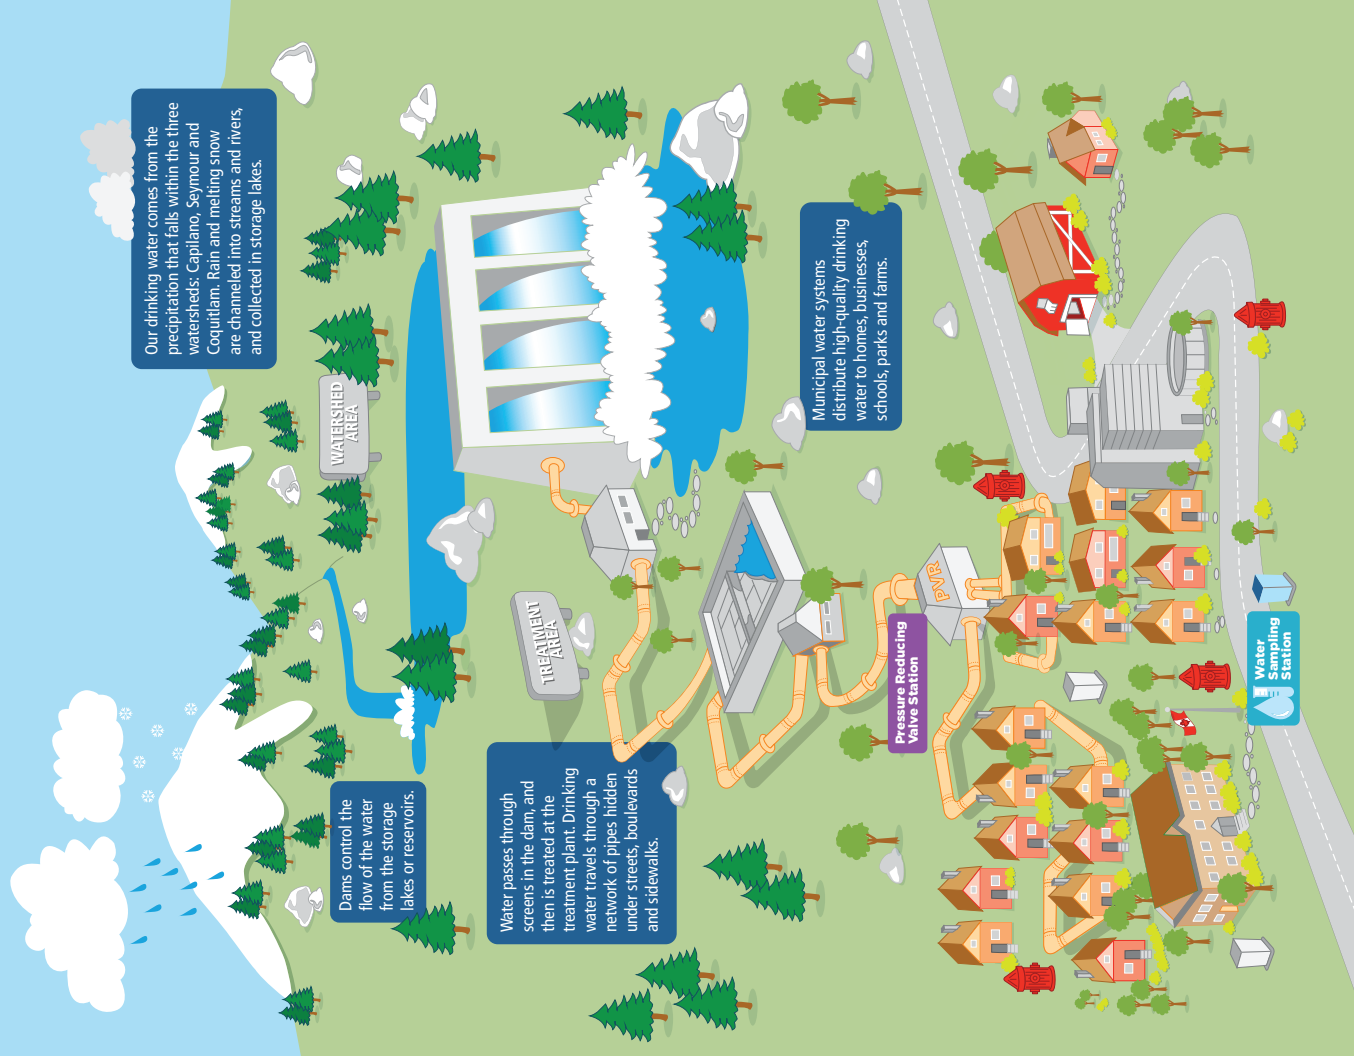 Our drinking water comes from the
precipitation that falls within the three
watersheds: Capilano, Seymour and
Coquitlam. Rain and melting snow
are channeled into streams and rivers,
and collected in storage lakes.
WATERSHED
AREA
Dams control the
flow of the water
from the storage
lakes or reservoirs.
TREATMENT
AREA
Water passes through
screens in the dam, and
then is treated at the
treatment plant. Drinking
water travels through a
network of pipes hidden
under streets, boulevards
and sidewalks.
Municipal water systems
distribute high-quality drinking
water to homes, businesses,
schools, parks and farms.
PVR
Pressure Reducing
Valve Station
Water
Sampling
Station